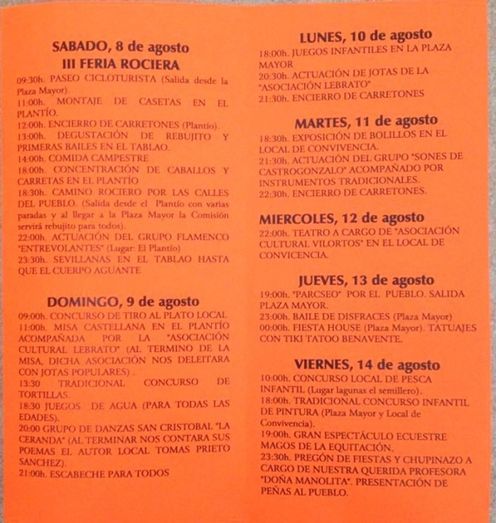 SABADO, 8 de agosto
III FERIA ROCIERA
09:30h. PASEO CICLOTURISTA (Salida desde la
Plaza Mayor).
11:00h. MONTAJE DE CASETAS EN EL
PLANTÍO.
12:00h. ENCIERRO DE CARRETONES (Plantío).
13:00h. DEGUSTACIÓN DE REBUJITO Y
PRIMERAS BAILES EN EL TABLAO.
14:00h. COMIDA CAMPESTRE
18:00h. CONCENTRACIÓN DE CABALLOS Y
CARRETAS EN EL PLANTÍO
18:30h. CAMINO ROCIERO POR LAS CALLES
DEL PUEBLO. (Salida desde el Plantío con varias
paradas y al llegar a la Plaza Mayor la Comisión
servirá rebujito para todos).
22:00h. ACTUACIÓN DEL GRUPO FLAMENCO
"ENTREVOLANTES" (Lugar: El Plantío)
23:30h. SEVILLANAS EN EL TABLAO HASTA
QUE EL CUERPO AGUANTE
DOMINGO, 9 de agosto
09:00h. CONCURSO DE TIRO AL PLATO LOCAL
11:00h. MISA CASTELLANA EN EL PLANTÍO
ACOMPAÑADA POR LA "ASOCIACIÓN
CULTURAL LEBRATO" (AL TERMINO DE LA
MISA, DICHA ASOCIACIÓN NOS DELEITARA
CON JOTAS POPULARES) .
13:30 TRADICIONAL CONCURSO DE
TORTILLAS.
18:30 JUEGOS DE AGUA (PARA TODAS LAS
EDADES).
20:00 GRUPO DE DANZAS SAN CRISTOBAL "LA
CERANDA" (AL TERMINAR NOS CONTARA SUS
POEMAS EL AUTOR LOCAL TOMAS PRIETO
SANCHEZ).
21:00h. ESCABECHE PARA TODOS
LUNES, 10 de agosto
18:00h. JUEGOS INFANTILES EN LA PLAZA
MAYOR
20:30h. ACTUACIÓN DE JOTAS DE LA
"ASOCIACIÓN LEBRATO"
21:30h. ENCIERRO DE CARRETONES
MARTES, 11 de agosto
18:30h. EXPOSICIÓN DE BOLILLOS EN EL
LOCAL DE CONVIVENCIA.
21:30h. ACTUACIÓN DEL GRUPO "SONES DE
CASTROGONZALO" ACOMPAÑADO POR
INSTRUMENTOS TRADICIONALES.
22:30h. ENCIERRO DE CARRETONES.
MIERCOLES, 12 de agosto
22:00h. TEATRO A CARGO DE "ASOCIACIÓN
CULTURAL VILORTOS" EN EL LOCAL DE
CONVICENCIA.
JUEVES, 13 de agosto
19:00h. "PARCSEO" POR EL PUEBLO. SALIDA
PLAZA MAYOR.
23:00h. BAILE DE DISFRACES (Plaza Mayor)
00:00h. FIESTA HOUSE (Plaza Mayor). TATUAJES
CON TIKI TATOO BENAVENTE.
VIERNES, 14 de agosto
10:00h. CONCURSO LOCAL DE PESCA
INFANTIL (Lugar lagunas el semillero).
18:00h. TRADICIONAL CONCURSO INFANTIL
DE PINTURA (Plaza Mayor y Local de
Convivencia).
19:00h. GRAN ESPECTÁCULO ECUESTRE
MAGOS DE LA EQUITACIÓN.
23:30h. PREGÓN DE FIESTAS Y CHUPINAZO A
CARGO DE NUESTRA QUERIDA PROFESORA
"DOÑA MANOLITA". PRESENTACIÓN DE
PEÑAS AL PUEBLO.